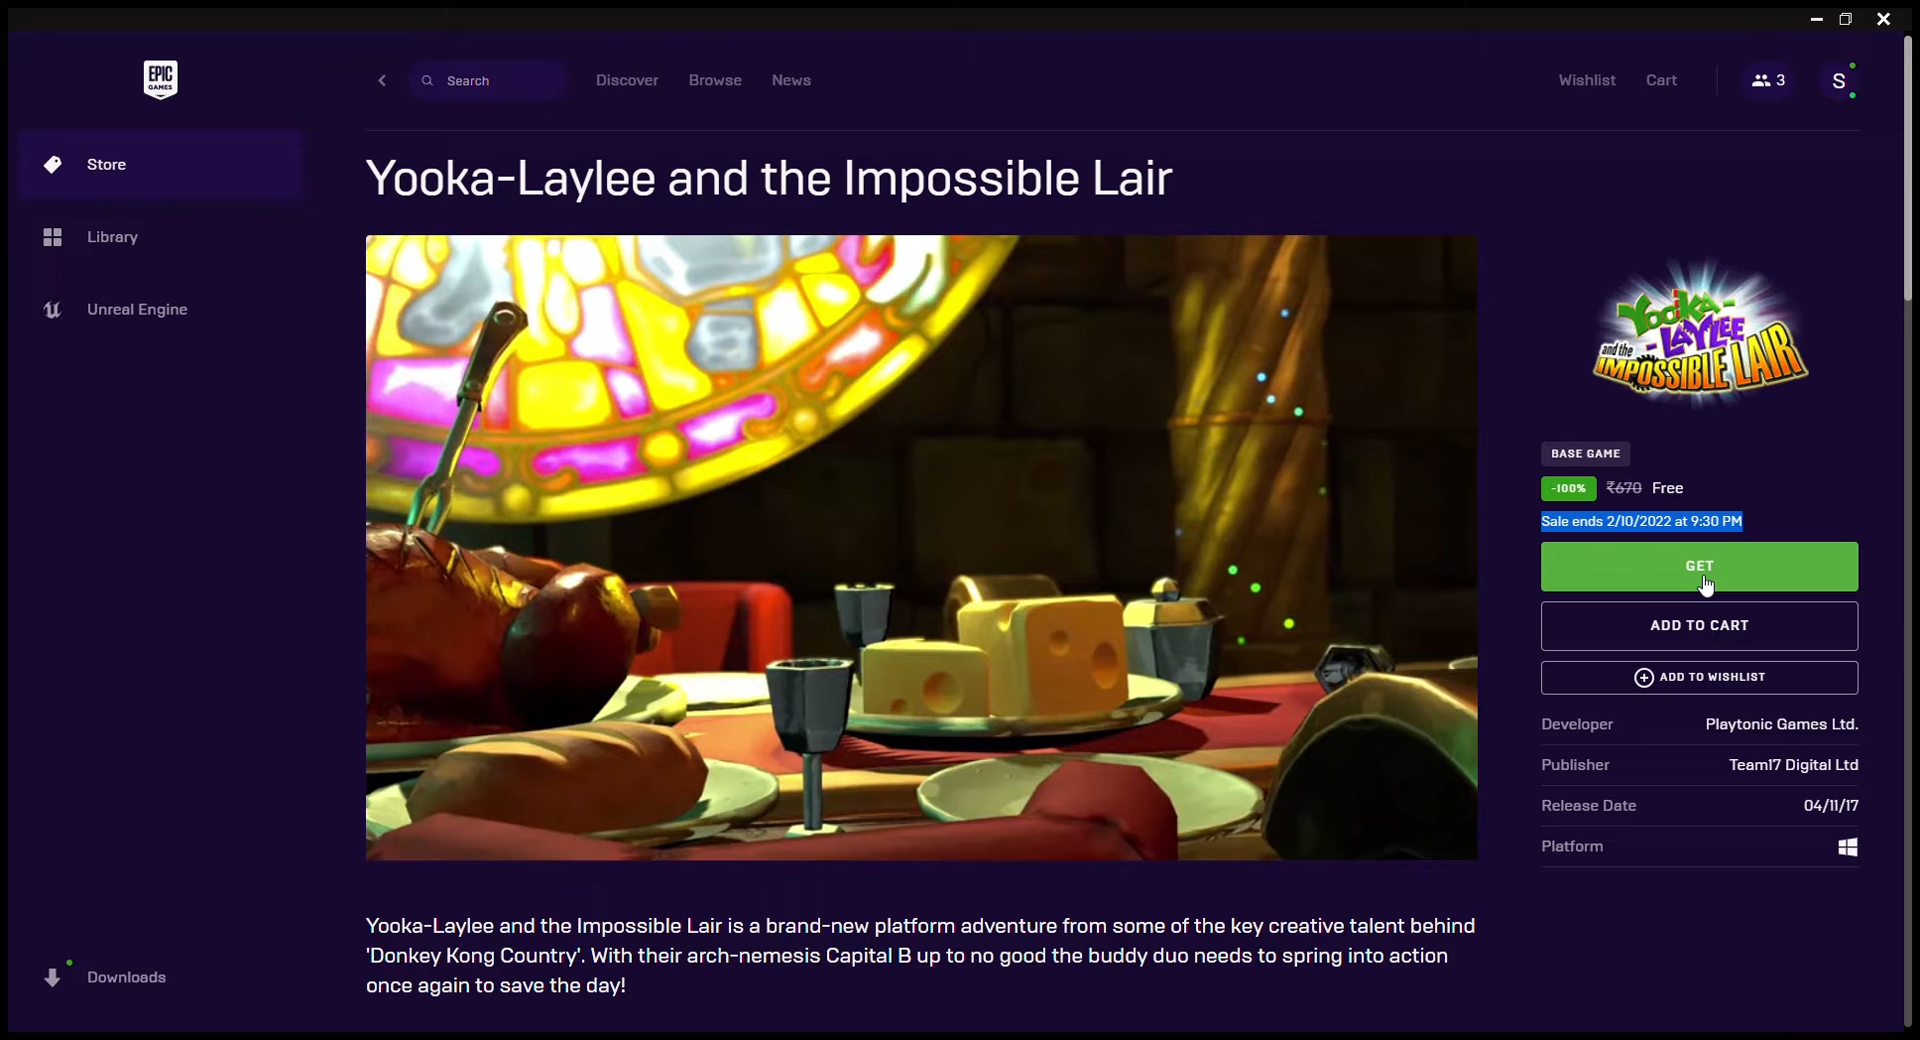 EPIC GAMES
Search
Discover
Browse
News
Wishlist
Cart
3
S
Store
Library
Unreal Engine
Downloads
Yooka-Laylee and the Impossible Lair
YOOKA-
-LAYLEE
and the
IMPOSSIBLE LAIR
BASE GAME
-100% ₹670 Free
Sale ends 2/10/2022 at 9:30 PM
GET
ADD TO CART
ADD TO WISHLIST
Developer Playtonic Games Ltd.
Publisher Team17 Digital Ltd
Release Date 04/11/17
Platform
Yooka-Laylee and the Impossible Lair is a brand-new platform adventure from some of the key creative talent behind
'Donkey Kong Country'. With their arch-nemesis Capital B up to no good the buddy duo needs to spring into action
once again to save the day!